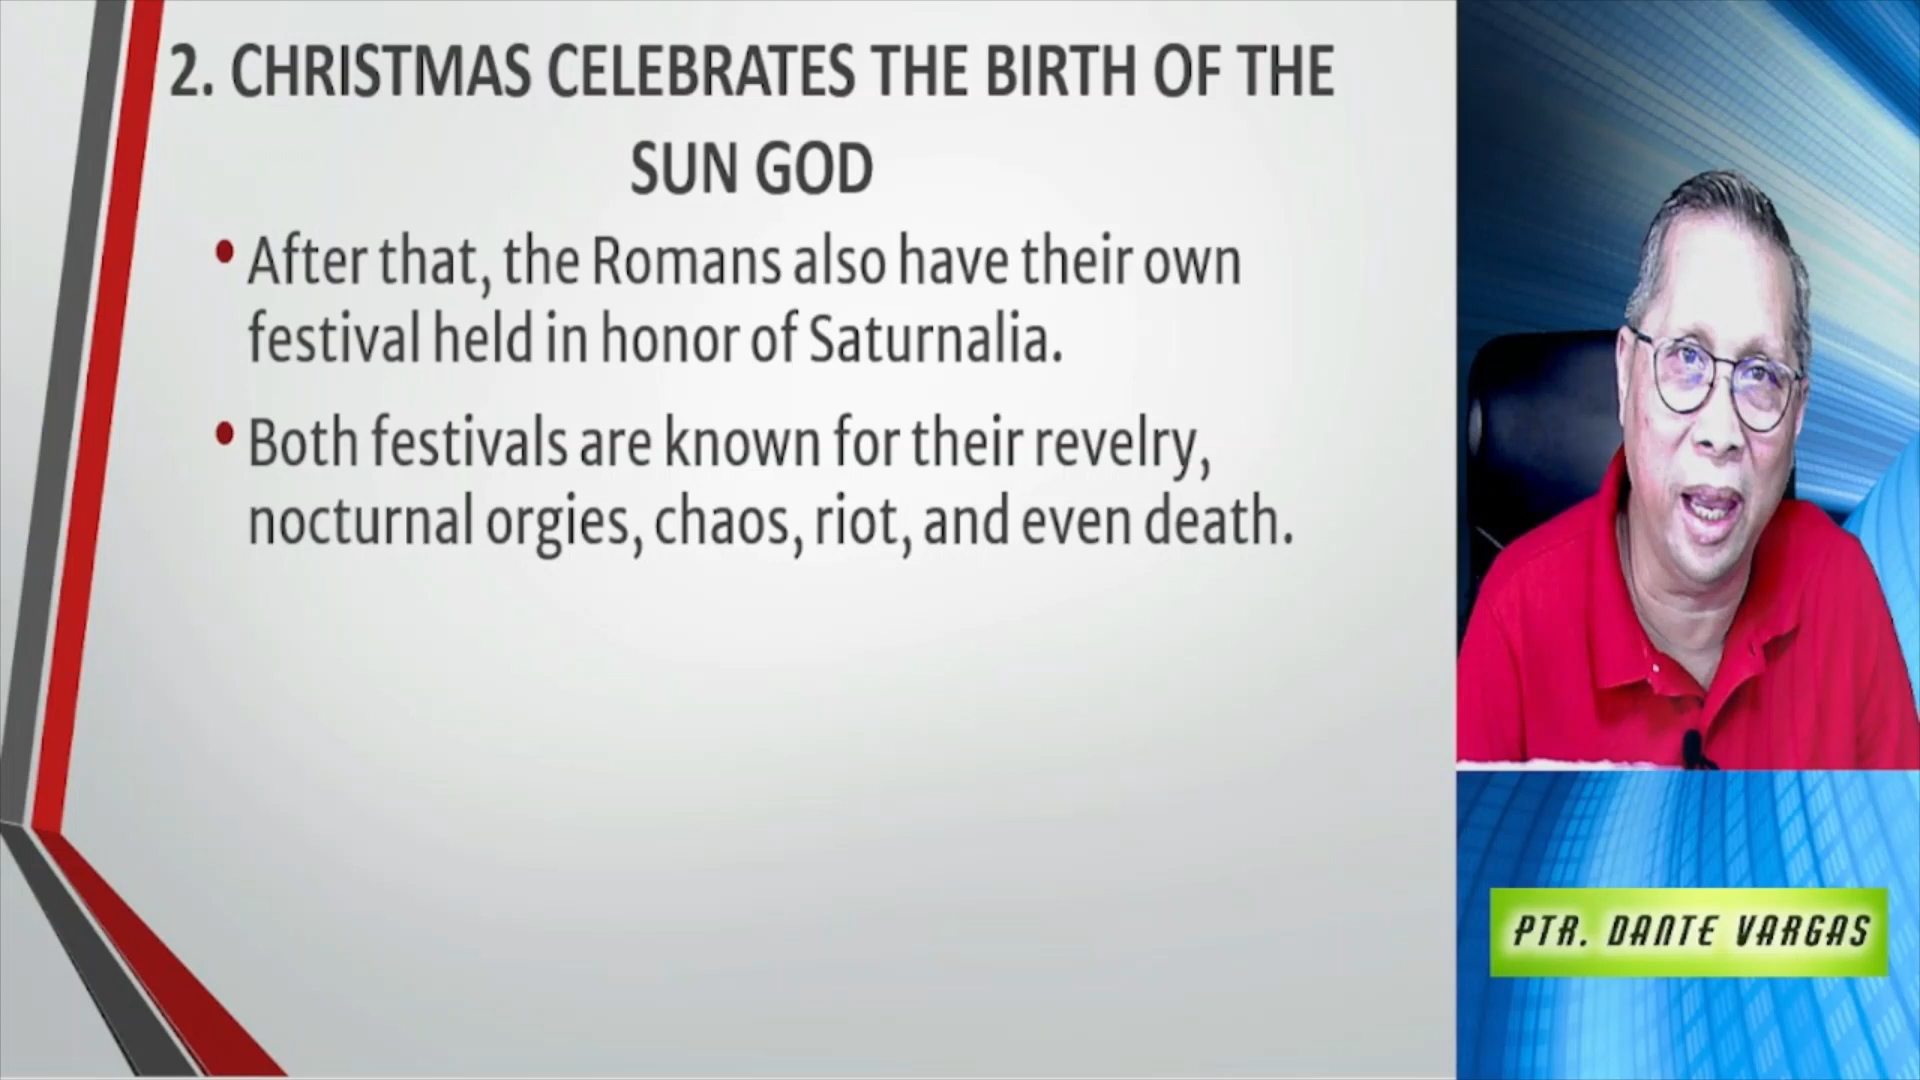 2. CHRISTMAS CELEBRATES THE BIRTH OF THE
SUN GOD
• After that, the Romans also have their own
festival held in honor of Saturnalia.
• Both festivals are known for their revelry,
nocturnal orgies, chaos, riot, and even death.
PTR. DANTE VARGAS